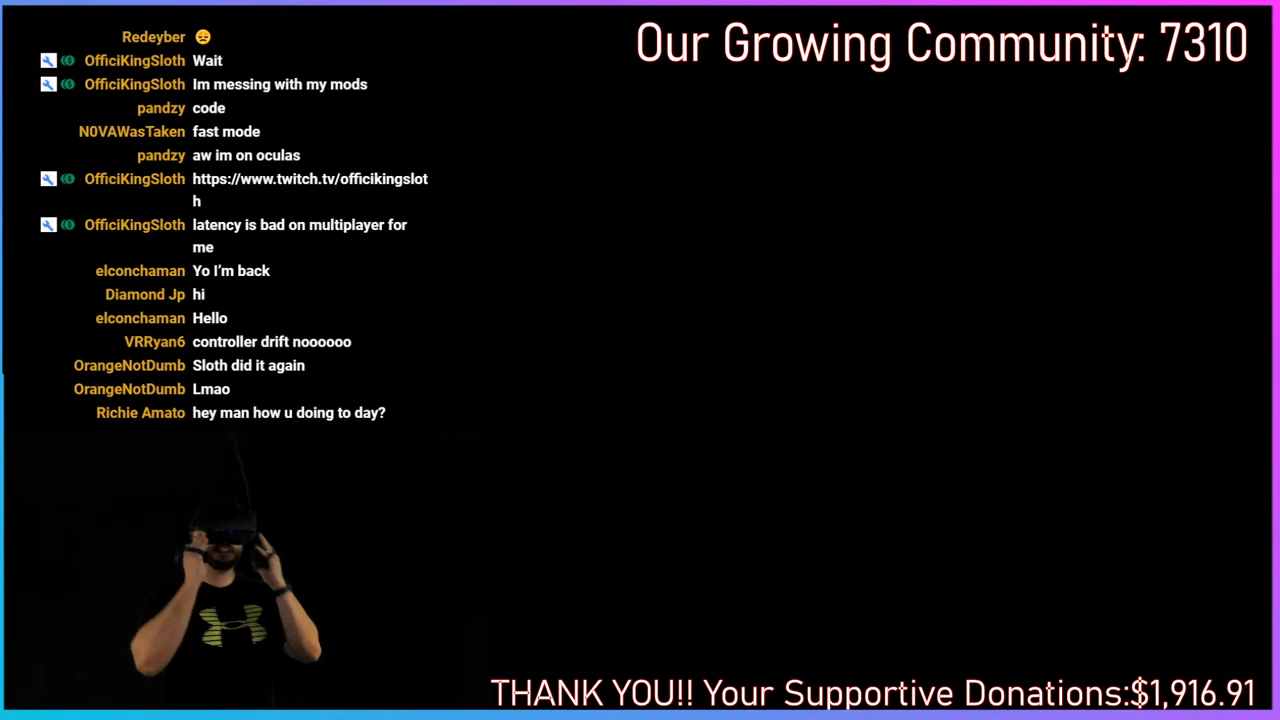 Our Growing Community: 7310
Redeyber 😞
OfficiKingSloth Wait
OfficiKingSloth Im messing with my mods
pandzy code
N0VAWasTaken fast mode
pandzy aw im on oculas
OfficiKingSloth https://www.twitch.tv/officikingslot
h
OfficiKingSloth latency is bad on multiplayer for
me
elconchaman Yo I'm back
Diamond Jp hi
elconchaman Hello
VRRyan6 controller drift noooooo
OrangeNotDumb Sloth did it again
OrangeNotDumb Lmao
Richie Amato hey man how u doing to day?
THANK YOU!! Your Supportive Donations:$1,916.91